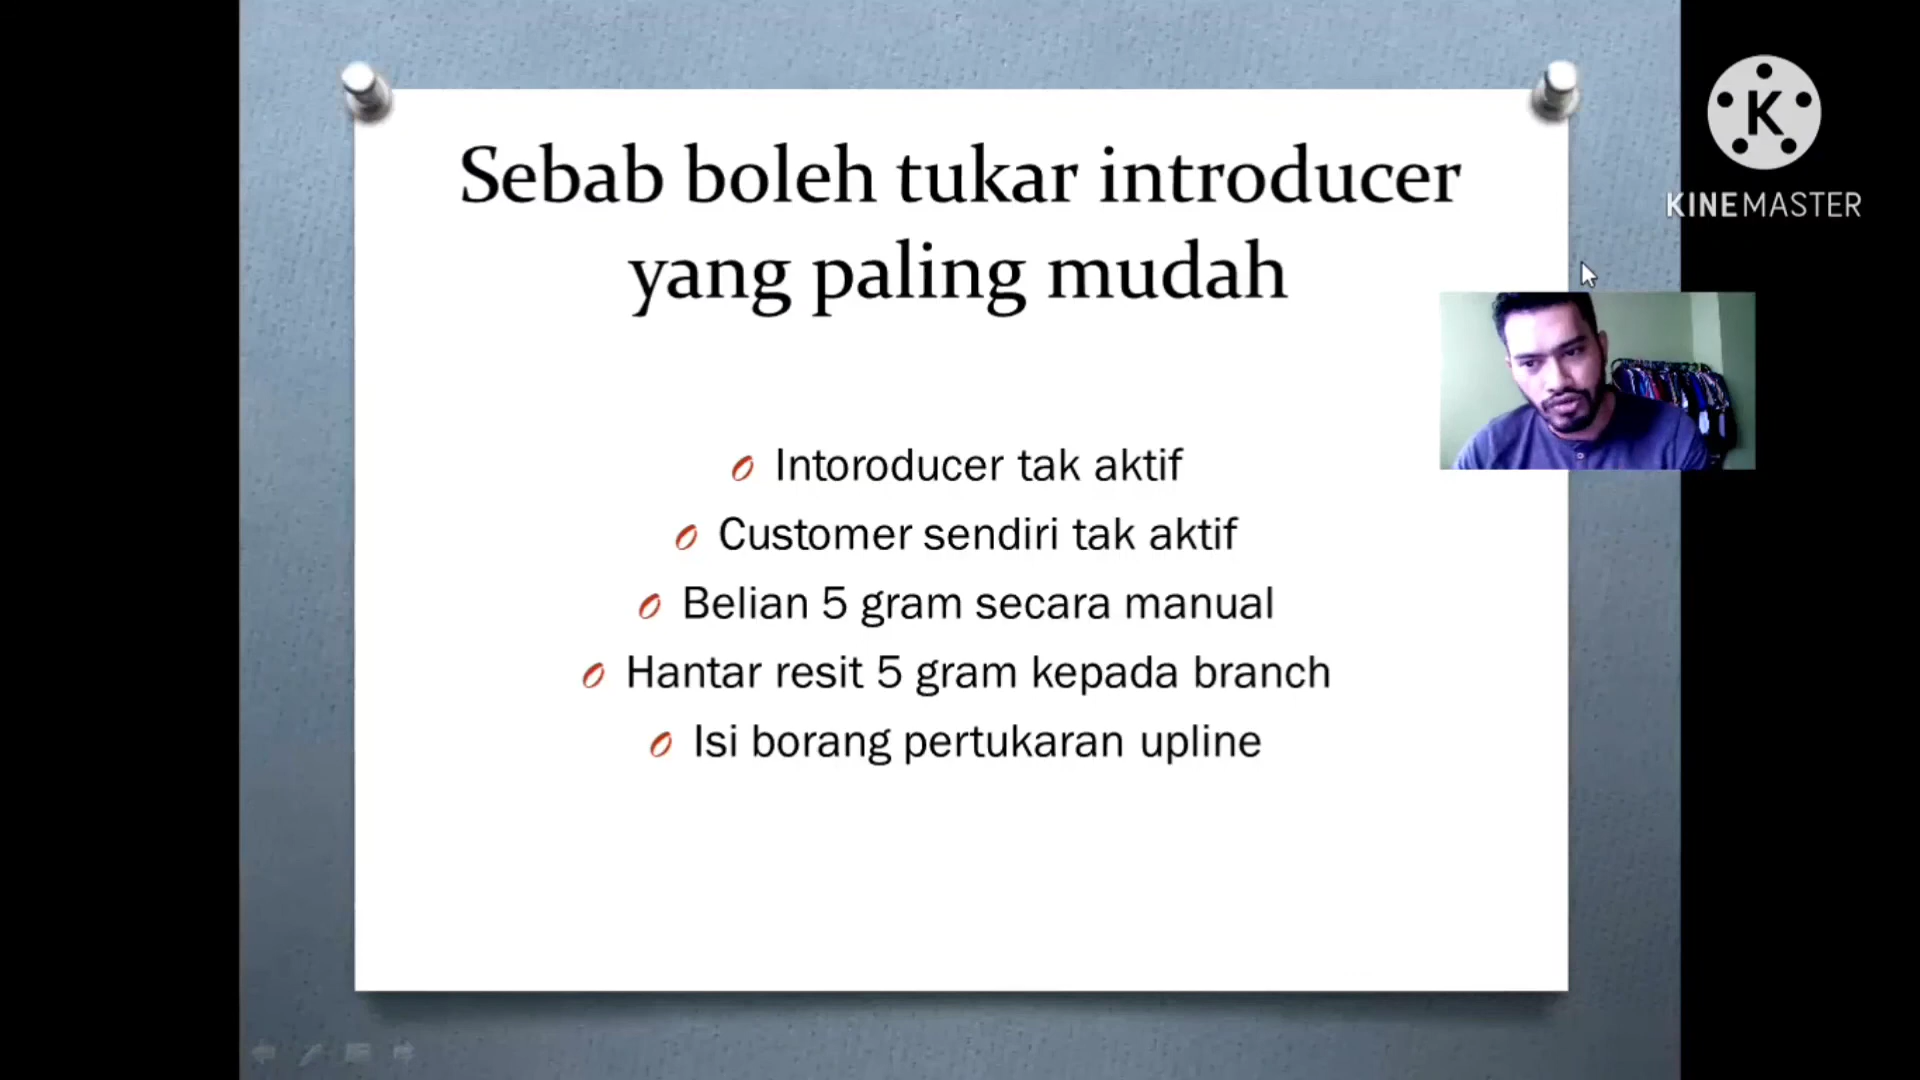 Sebab boleh tukar introducer
yang paling mudah
Intoroducer tak aktif
Customer sendiri tak aktif
Belian 5 gram secara manual
Hantar resit 5 gram kepada branch
Isi borang pertukaran upline
K
KINEMASTER